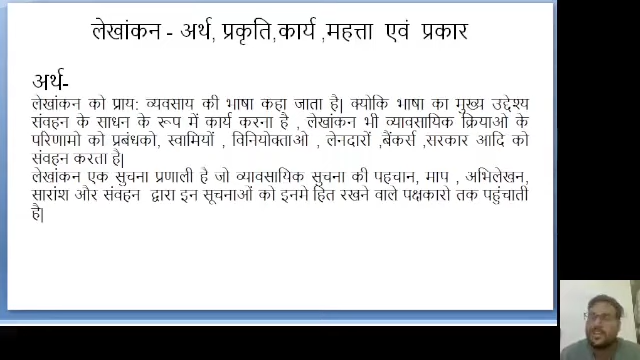 लेखांकन - अर्थ, प्रकृति,कार्य ,महत्ता एवं प्रकार
अर्थ-
लेखांकन को प्राय: व्यवसाय की भाषा कहा जाता है| क्योकि भाषा का मुख्य उद्देश्य
संवहन के साधन के रूप में कार्य करना है , लेखांकन भी व्यावसायिक क्रियाओ के
परिणामो को प्रबंधको, स्वामियों , विनियोक्ताओ , लेनदारों ,बैंकर्स ,सरकार आदि को
संवहन करता है|
लेखांकन एक सुचना प्रणाली है जो व्यावसायिक सुचना की पहचान, माप , अभिलेखन,
सारांश और संवहन द्वारा इन सूचनाओं को इनमे हित रखने वाले पक्षकारो तक पहुंचाती
है|